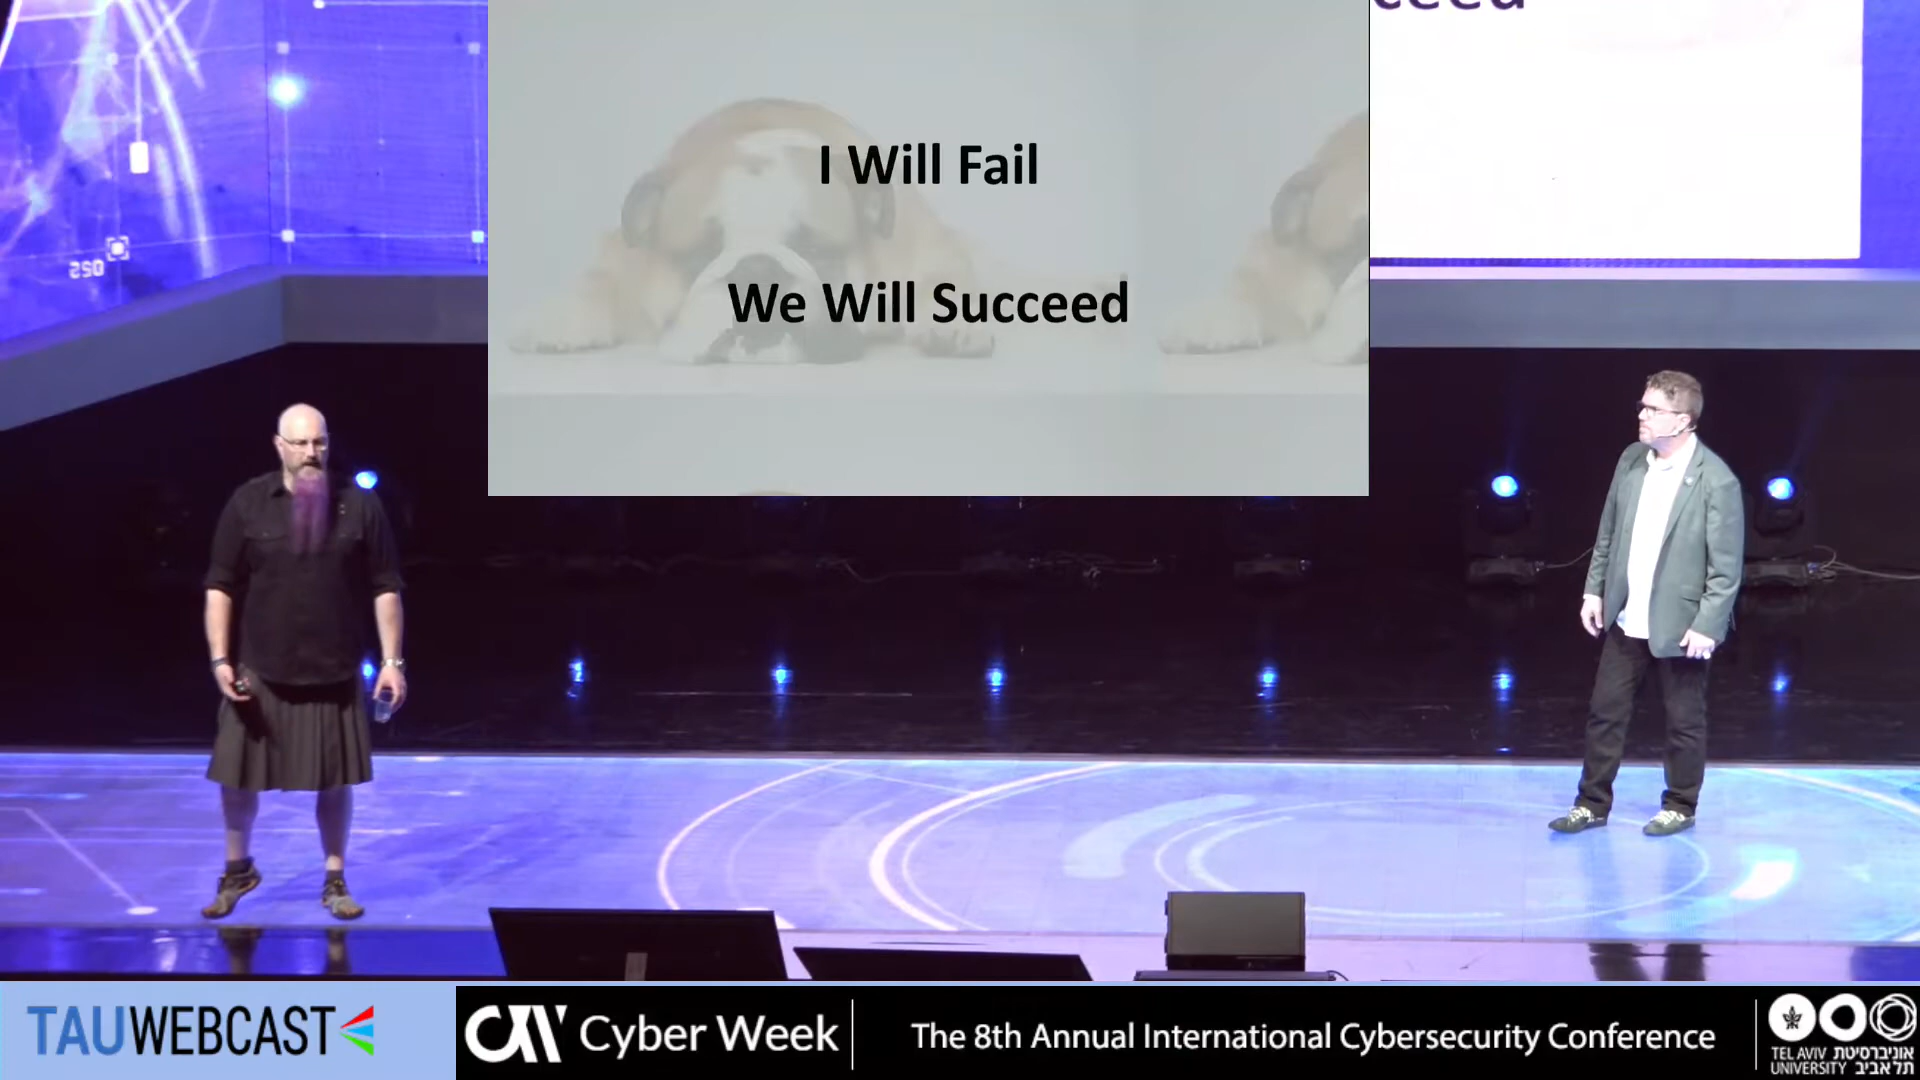 ceed
I Will Fail
We Will Succeed
250
TAUWEBCAST
Cyber Week
The 8th Annual International Cybersecurity Conference
TEL AVIV אוניברסיטת
UNIVERSITY תל אביב